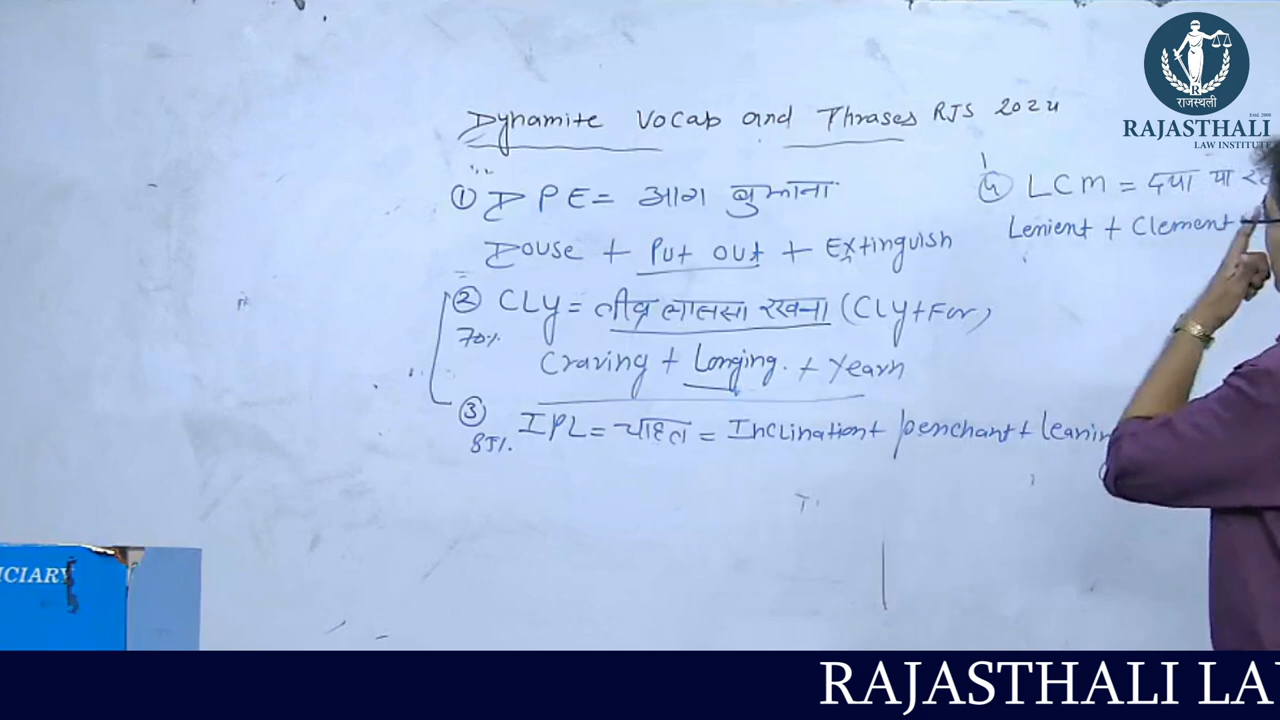 Dynamite Vocab and Phrases RJS 2024
① DPE = आग बुझाना
Douse + Put out + Extinguish
② CLY = तीव्र लालसा रखना (CLY+For)
70%
Craving + Longing. + Yearn
③ IPL = चाहत = Inclination + penchant + leanin
85%.
④ LCM = दया या
Lenient + Clement
राजस्थली
Estd. 2008
RAJASTHALI
LAW INSTITUTE
ICIARY
RAJASTHALI LA